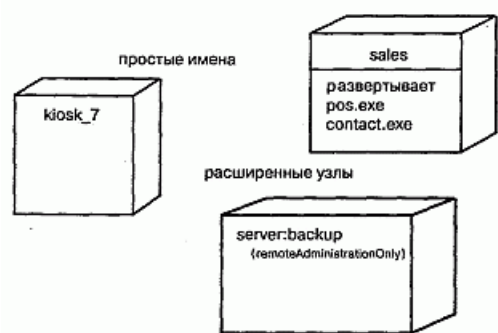 простые имена
kiosk_7
sales
развертывает
pos.exe
contact.exe
расширенные узлы
server:backup
{remoteAdministrationOnly}